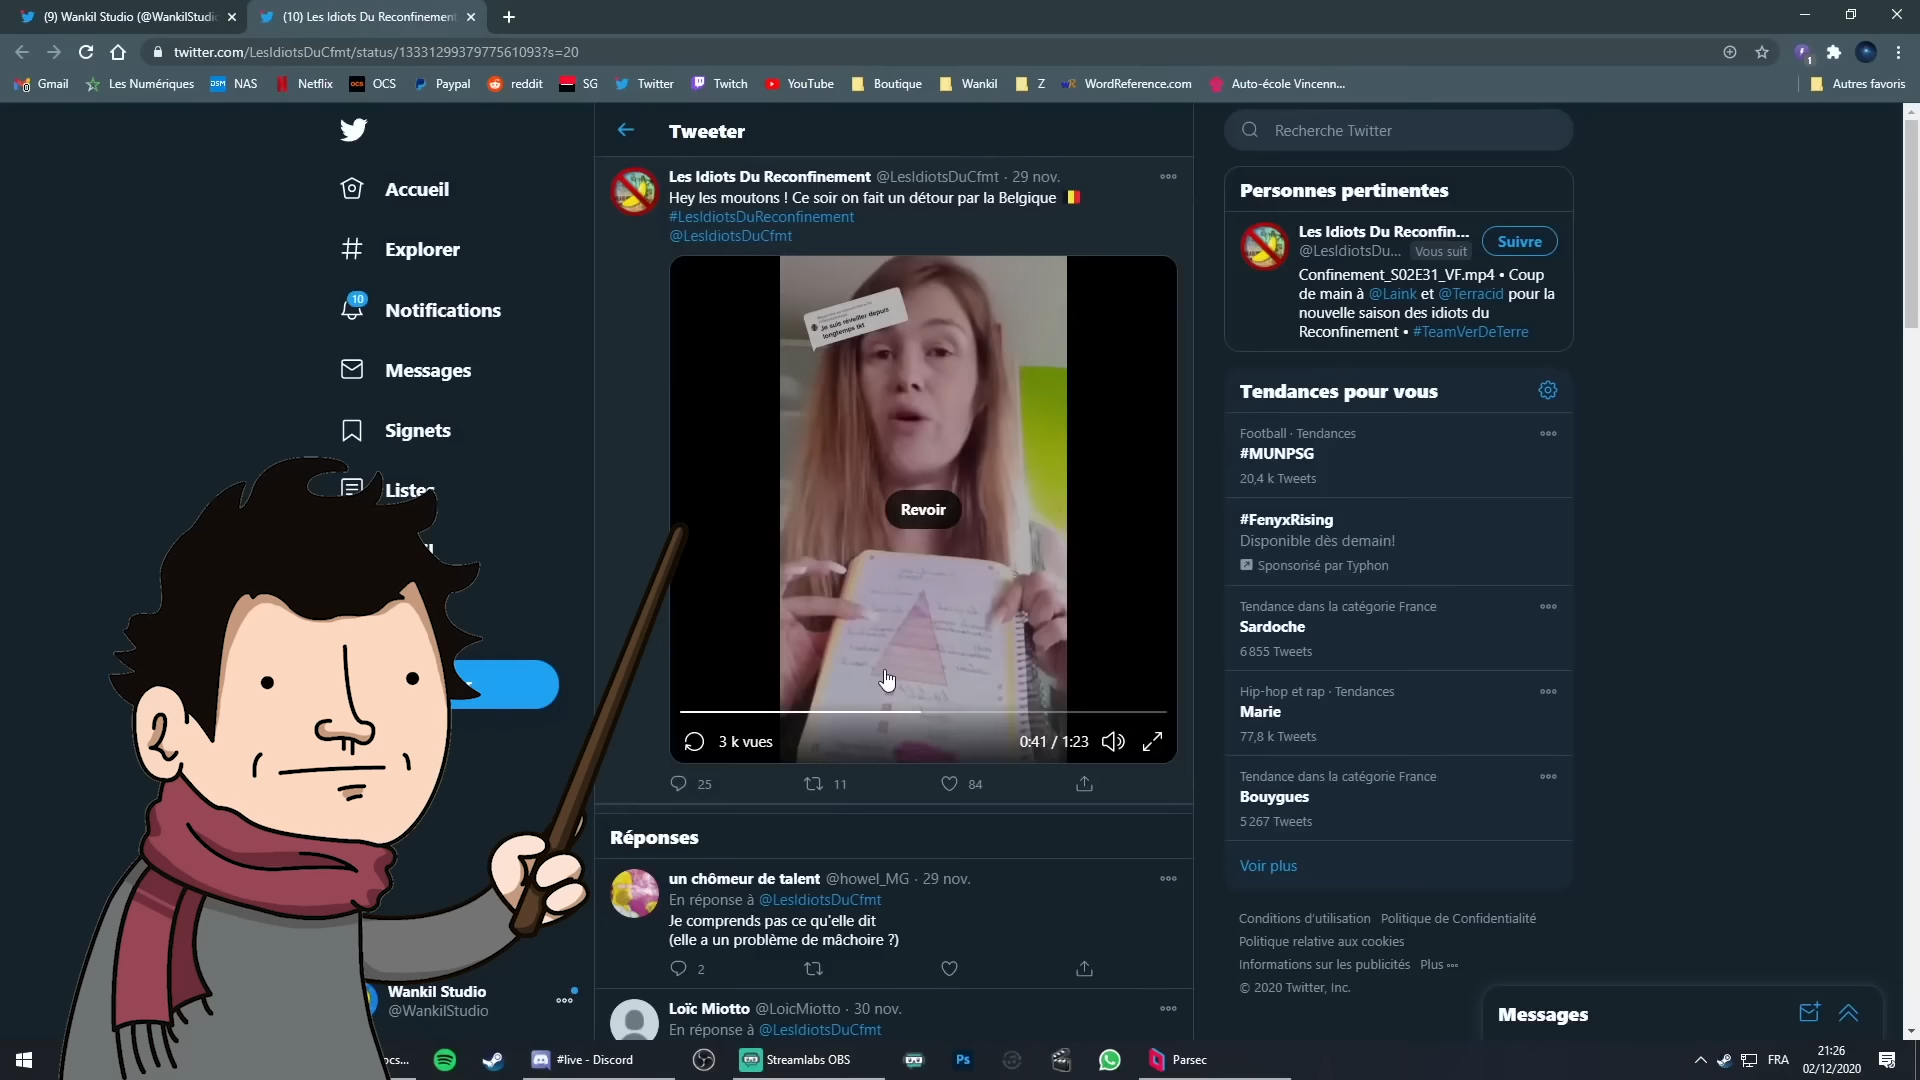 (9) Wankil Studio (@WankilStudi
(10) Les Idiots Du Reconfinement
twitter.com/LesIdiotsDuCfmt/status/1333129937977561093?s=20
Gmail
Les Numériques
NAS
Netflix
OCS
Paypal
reddit
SG
Twitter
Twitch
YouTube
Boutique
Wankil
Z
WordReference.com
Auto-école Vincenn...
Autres favoris
Accueil
Explorer
10
Notifications
Messages
Signets
Listes
Wankil Studio
@WankilStudio
Tweeter
Les Idiots Du Reconfinement @LesIdiotsDuCfmt · 29 nov.
Hey les moutons ! Ce soir on fait un détour par la Belgique
#LesIdiotsDuReconfinement
@LesIdiotsDuCfmt
Je suis réveiller depuis
longtemps tkt
Revoir
3 k vues
0:41 / 1:23
25
11
84
Réponses
un chômeur de talent @howel_MG · 29 nov.
En réponse à @LesIdiotsDuCfmt
Je comprends pas ce qu'elle dit
(elle a un problème de mâchoire ?)
2
Loïc Miotto @LoicMiotto · 30 nov.
En réponse à @LesIdiotsDuCfmt
Recherche Twitter
Personnes pertinentes
Les Idiots Du Reconfin...
@LesIdiotsDu... Vous suit
Suivre
Confinement_S02E31_VF.mp4 • Coup
de main à @Laink et @Terracid pour la
nouvelle saison des idiots du
Reconfinement • #TeamVerDeTerre
Tendances pour vous
Football · Tendances
#MUNPSG
20,4 k Tweets
#FenyxRising
Disponible dès demain!
Sponsorisé par Typhon
Tendance dans la catégorie France
Sardoche
6 855 Tweets
Hip-hop et rap · Tendances
Marie
77,8 k Tweets
Tendance dans la catégorie France
Bouygues
5 267 Tweets
Voir plus
Conditions d'utilisation Politique de Confidentialité
Politique relative aux cookies
Informations sur les publicités Plus
© 2020 Twitter, Inc.
Messages
#live - Discord
Streamlabs OBS
Ps
Parsec
FRA
21:26
02/12/2020